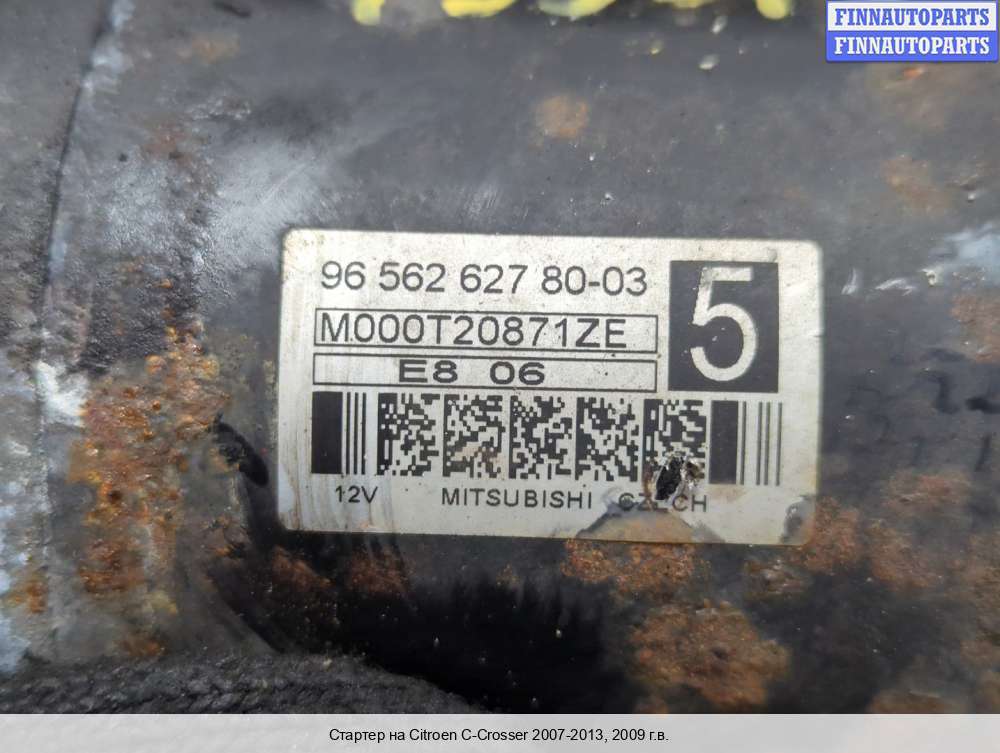 FINNAUTOPARTS
FINNAUTOPARTS
96 562 627 80-03
5
M000T20871ZE
E8 06
12V MITSUBISHI CZECH
Стартер на Citroen C-Crosser 2007-2013, 2009 г.в.